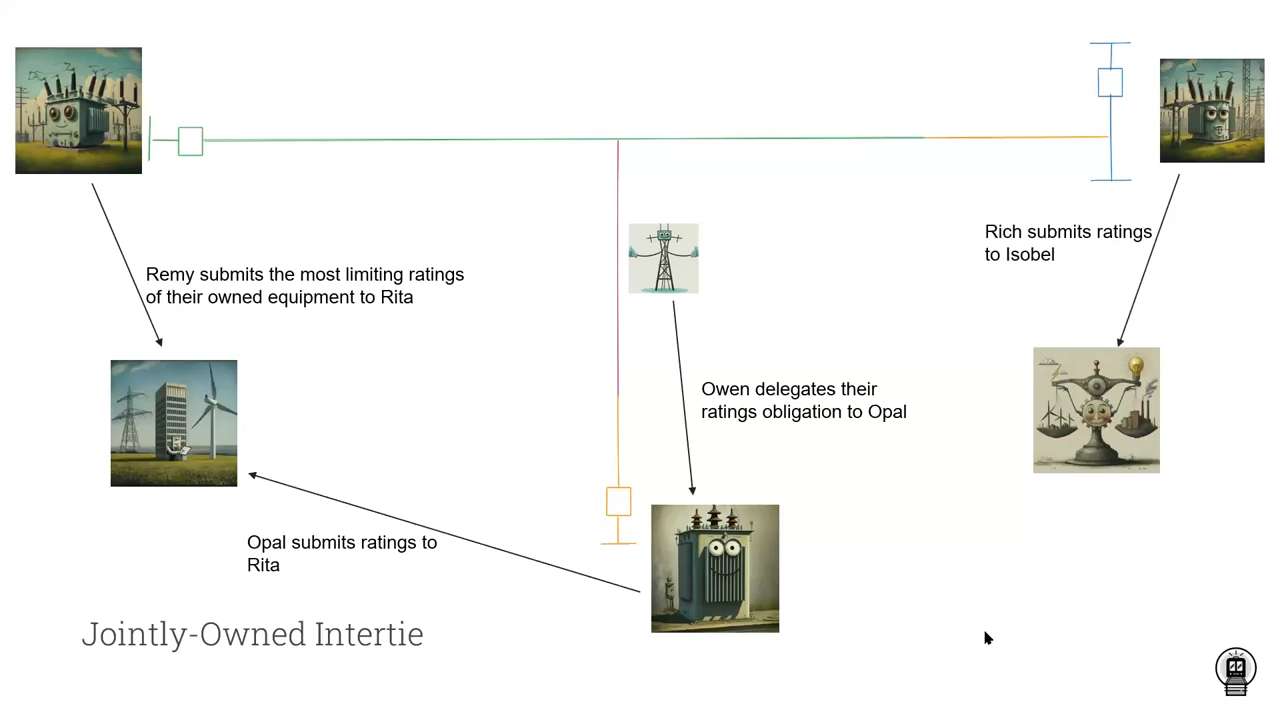 Rich submits ratings
to Isobel
Remy submits the most limiting ratings
of their owned equipment to Rita
Owen delegates their
ratings obligation to Opal
Opal submits ratings to
Rita
Jointly-Owned Intertie